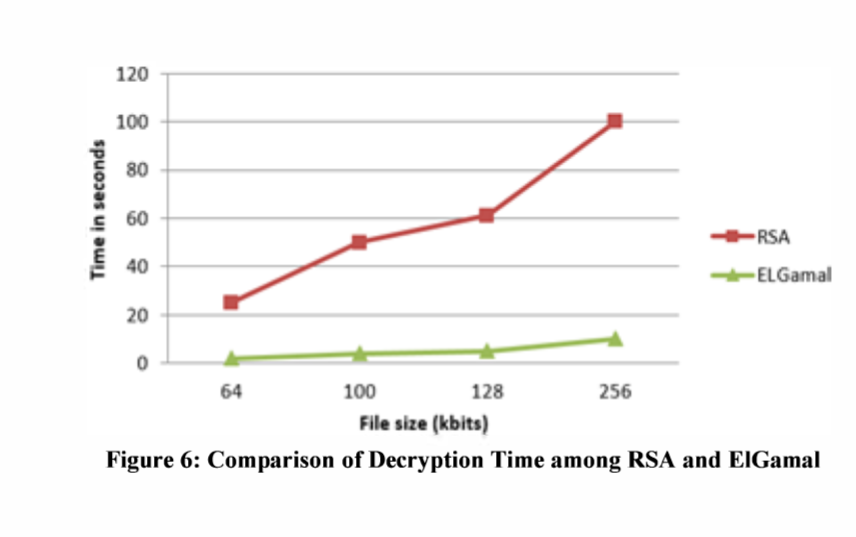 120
100
80
60
40
20
0
Time in seconds
64 100 128 256
File size (kbits)
RSA
ELGamal
Figure 6: Comparison of Decryption Time among RSA and ElGamal